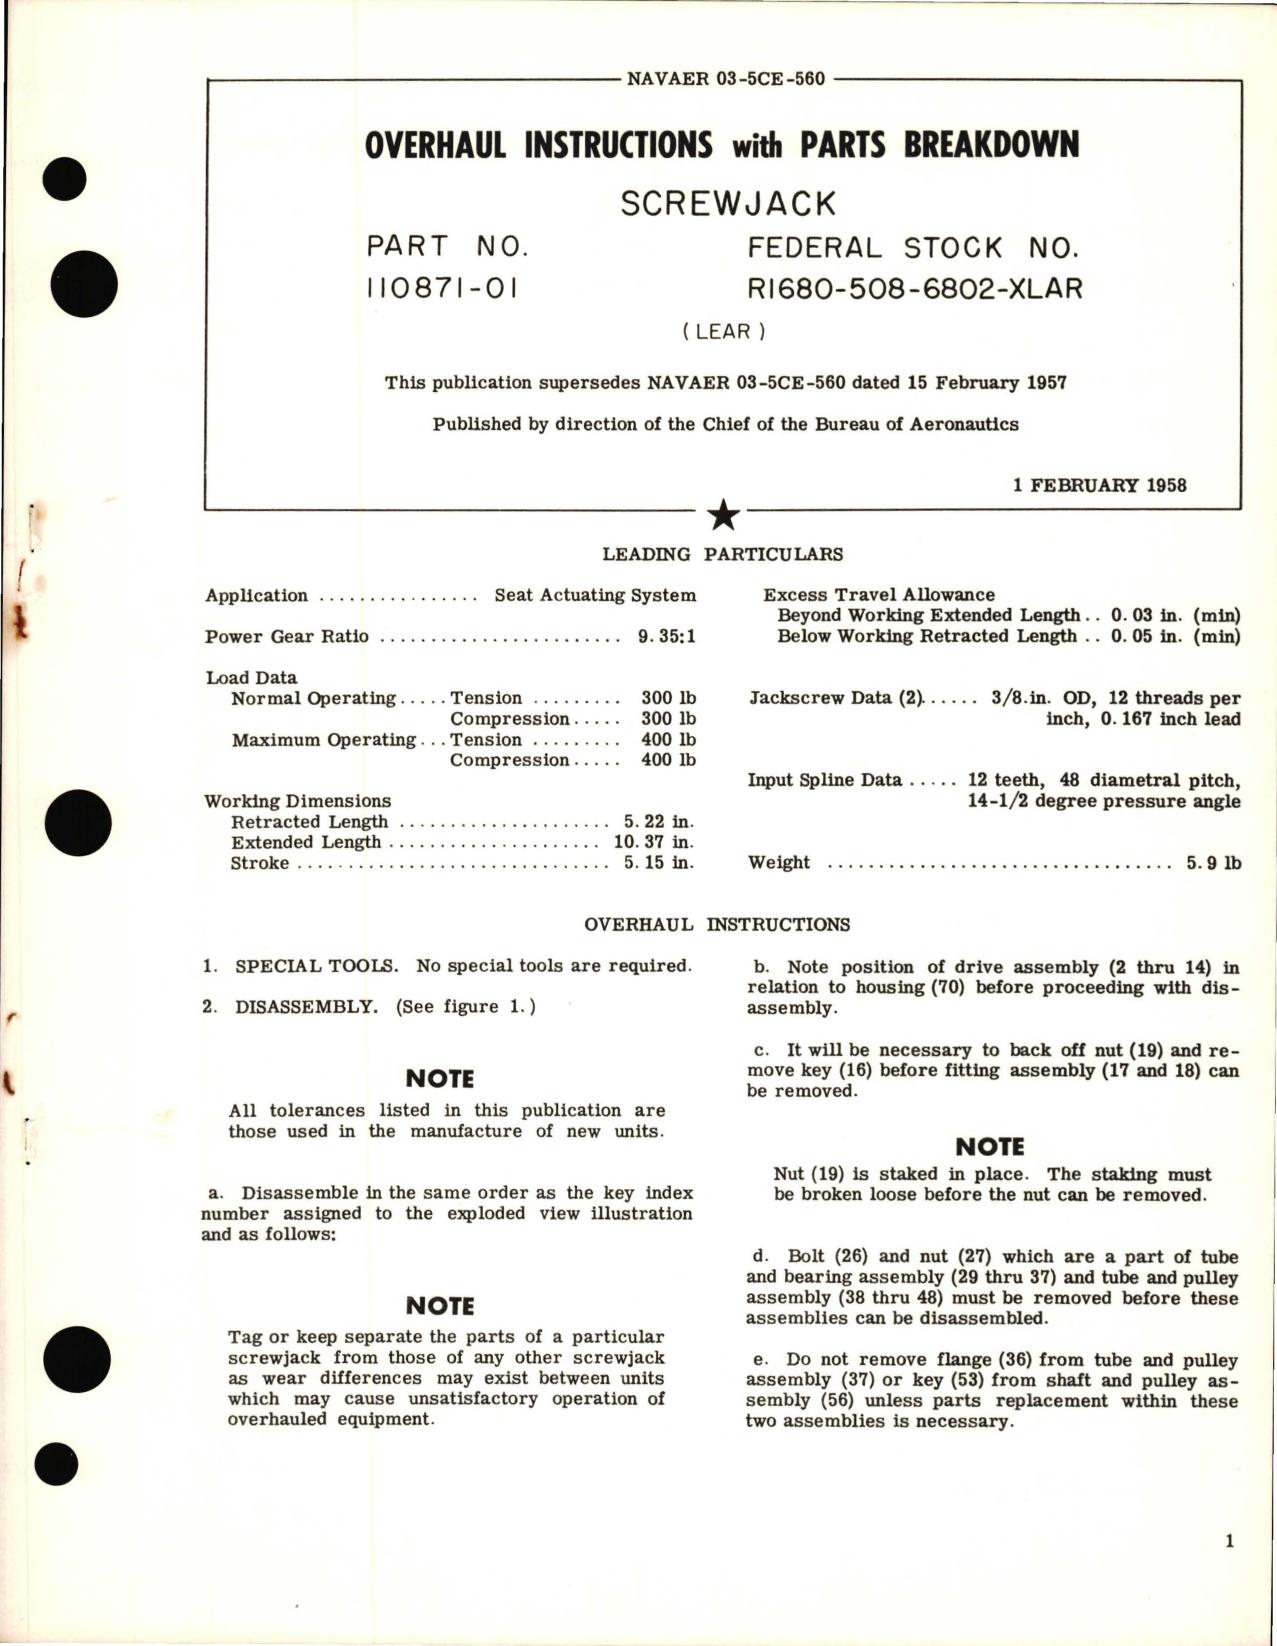 NAVAER 03-5CE-560
OVERHAUL INSTRUCTIONS with PARTS BREAKDOWN
SCREWJACK
PART NO.
110871-01
FEDERAL STOCK NO.
R1680-508-6802-XLAR
( LEAR )
This publication supersedes NAVAER 03-5CE-560 dated 15 February 1957
Published by direction of the Chief of the Bureau of Aeronautics
1 FEBRUARY 1958
LEADING PARTICULARS
Application ................ Seat Actuating System
Power Gear Ratio ........................ 9.35:1
Load Data
Normal Operating..... Tension ......... 300 lb
Compression..... 300 lb
Maximum Operating... Tension ......... 400 lb
Compression..... 400 lb
Working Dimensions
Retracted Length ..................... 5.22 in.
Extended Length ..................... 10.37 in.
Stroke ............................... 5.15 in.
Excess Travel Allowance
Beyond Working Extended Length.. 0.03 in. (min)
Below Working Retracted Length .. 0.05 in. (min)
Jackscrew Data (2)...... 3/8.in. OD, 12 threads per
inch, 0.167 inch lead
Input Spline Data ..... 12 teeth, 48 diametral pitch,
14-1/2 degree pressure angle
Weight .................................. 5.9 lb
OVERHAUL INSTRUCTIONS
1. SPECIAL TOOLS. No special tools are required.
2. DISASSEMBLY. (See figure 1.)
NOTE
All tolerances listed in this publication are
those used in the manufacture of new units.
a. Disassemble in the same order as the key index
number assigned to the exploded view illustration
and as follows:
NOTE
Tag or keep separate the parts of a particular
screwjack from those of any other screwjack
as wear differences may exist between units
which may cause unsatisfactory operation of
overhauled equipment.
b. Note position of drive assembly (2 thru 14) in
relation to housing (70) before proceeding with dis-
assembly.
c. It will be necessary to back off nut (19) and re-
move key (16) before fitting assembly (17 and 18) can
be removed.
NOTE
Nut (19) is staked in place. The staking must
be broken loose before the nut can be removed.
d. Bolt (26) and nut (27) which are a part of tube
and bearing assembly (29 thru 37) and tube and pulley
assembly (38 thru 48) must be removed before these
assemblies can be disassembled.
e. Do not remove flange (36) from tube and pulley
assembly (37) or key (53) from shaft and pulley as-
sembly (56) unless parts replacement within these
two assemblies is necessary.
1